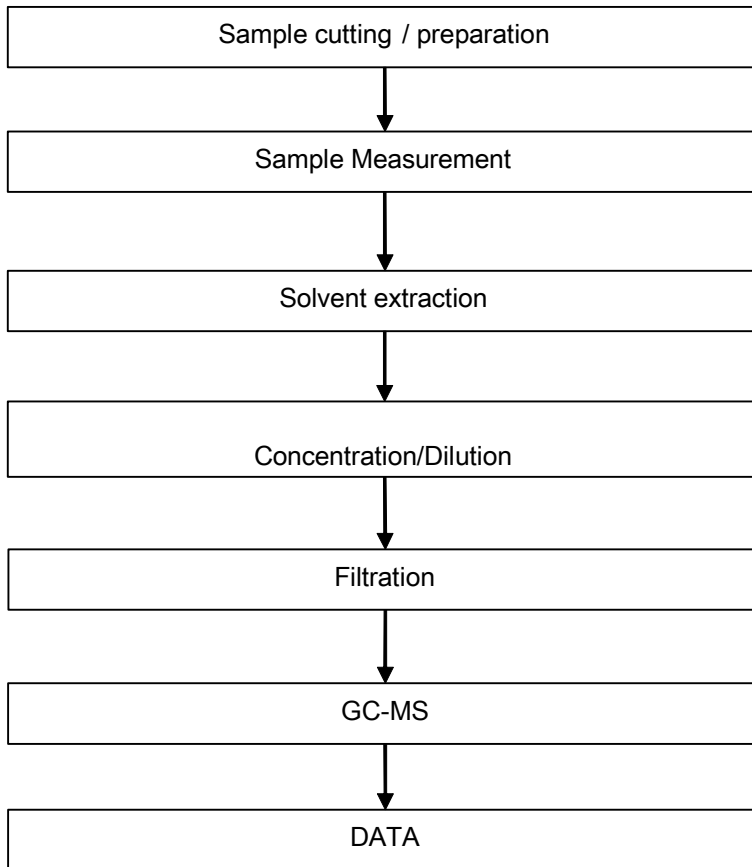 Sample cutting / preparation
Sample Measurement
Solvent extraction
Concentration/Dilution
Filtration
GC-MS
DATA